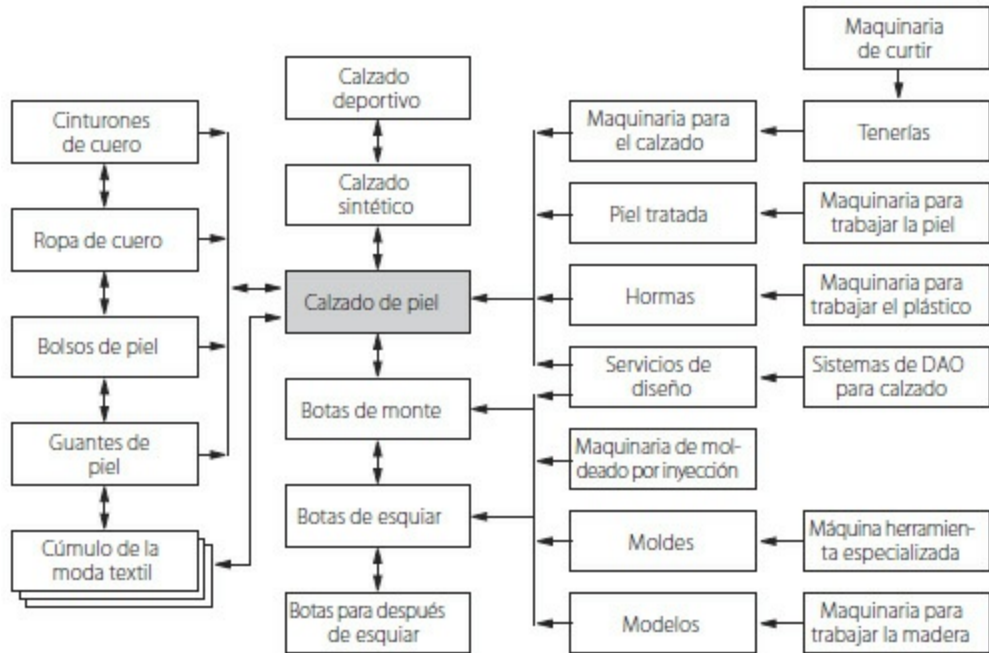 Maquinaria
de curtir
Calzado
deportivo
Cinturones
de cuero
Maquinaria para
el calzado
Tenerías
Calzado
sintético
Ropa de cuero
Piel tratada
Maquinaria para
trabajar la piel
Calzado de piel
Hormas
Maquinaria para
trabajar el plástico
Bolsos de piel
Servicios de
diseño
Sistemas de DAO
para calzado
Botas de monte
Guantes de
piel
Maquinaria de mol-
deado por inyección
Botas de esquiar
Cúmulo de la
moda textil
Moldes
Máquina herramien-
ta especializada
Botas para después
de esquiar
Modelos
Maquinaria para
trabajar la madera